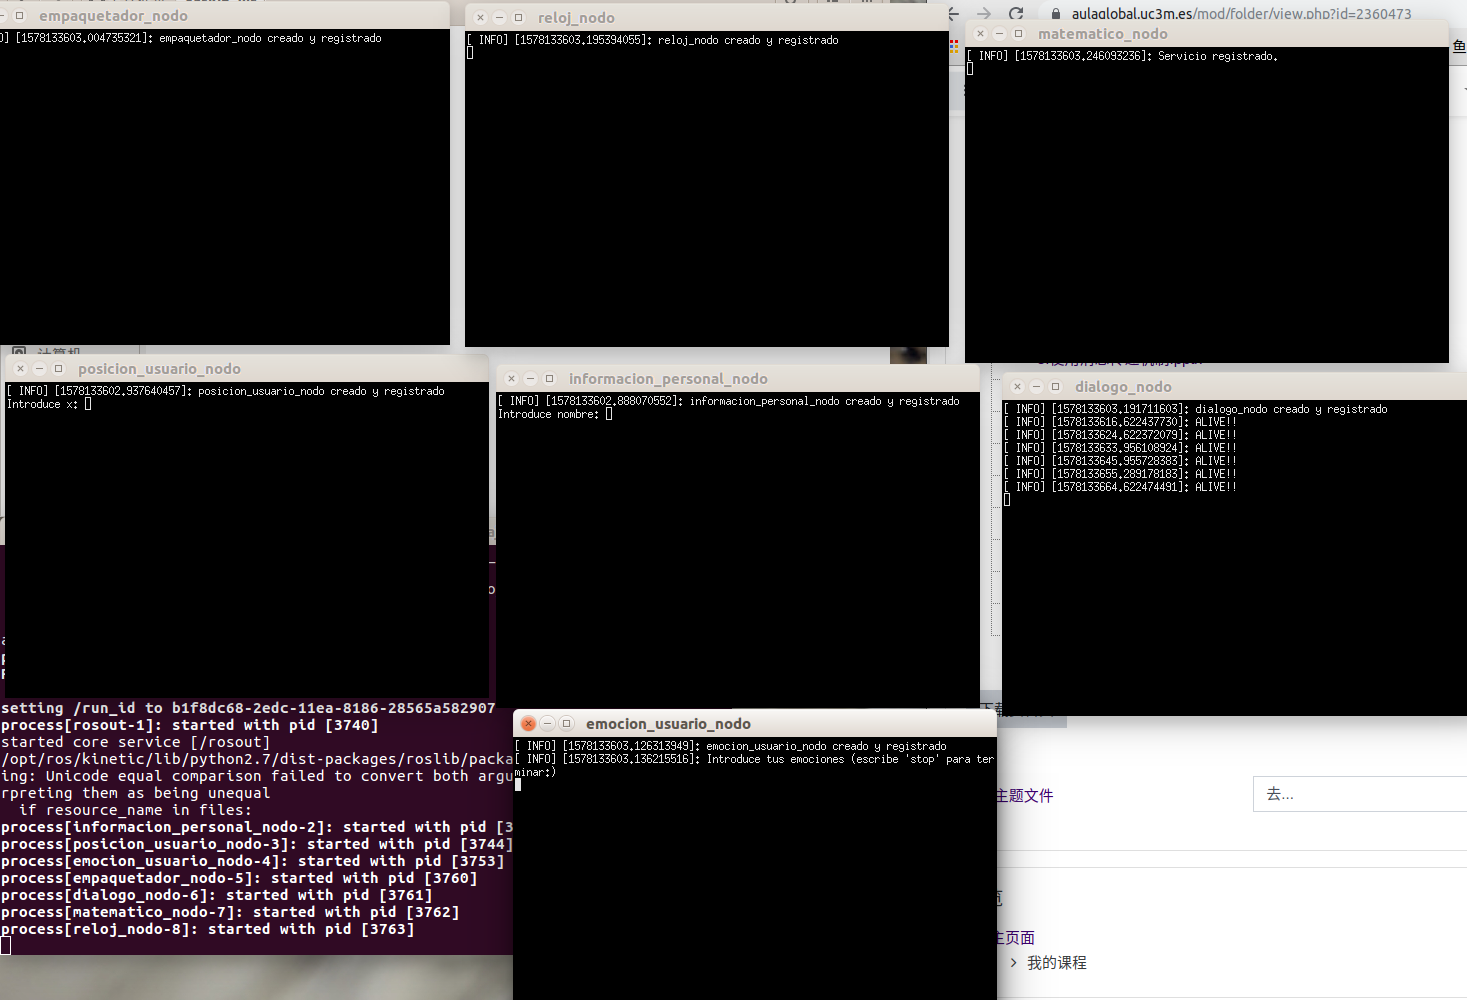 empaquetador_nodo
] [1578133603.004735321]: empaquetador_nodo creado y registrado
reloj_nodo
[ INFO] [1578133603.195394055]: reloj_nodo creado y registrado
aulaglobal.uc3m.es/mod/folder/view.php?id=2360473
matematico_nodo
[ INFO] [1578133603.246093236]: Servicio registrado.
计算机
posicion_usuario_nodo
[ INFO] [1578133602.937640457]: posicion_usuario_nodo creado y registrado
Introduce x:
informacion_personal_nodo
[ INFO] [1578133602.888070552]: informacion_personal_nodo creado y registrado
Introduce nombre:
dialogo_nodo
[ INFO] [1578133603.191711603]: dialogo_nodo creado y registrado
[ INFO] [1578133616.622437730]: ALIVE!!
[ INFO] [1578133624.622372079]: ALIVE!!
[ INFO] [1578133633.956108924]: ALIVE!!
[ INFO] [1578133645.955728383]: ALIVE!!
[ INFO] [1578133655.289178183]: ALIVE!!
[ INFO] [1578133664.622474491]: ALIVE!!
setting /run_id to b1f8dc68-2edc-11ea-8186-28565a582907
process[rosout-1]: started with pid [3740]
started core service [/rosout]
/opt/ros/kinetic/lib/python2.7/dist-packages/roslib/packa
ing: Unicode equal comparison failed to convert both argu
rpreting them as being unequal
if resource_name in files:
process[informacion_personal_nodo-2]: started with pid [3
process[posicion_usuario_nodo-3]: started with pid [3744]
process[emocion_usuario_nodo-4]: started with pid [3753]
process[empaquetador_nodo-5]: started with pid [3760]
process[dialogo_nodo-6]: started with pid [3761]
process[matematico_nodo-7]: started with pid [3762]
process[reloj_nodo-8]: started with pid [3763]
emocion_usuario_nodo
[ INFO] [1578133603.126313949]: emocion_usuario_nodo creado y registrado
[ INFO] [1578133603.136215516]: Introduce tus emociones (escribe 'stop' para ter
minar:)
主题文件
去...
主页面
我的课程